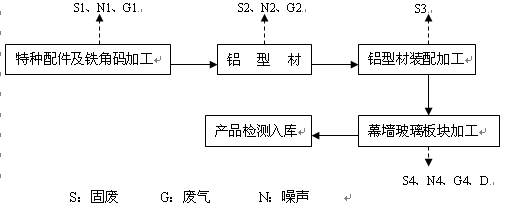 S1、N1、G1
S2、N2、G2
S3
特种配件及铁角码加工
铝 型 材
铝型材装配加工
产品检测入库
幕墙玻璃板块加工
S4、N4、G4、D
S：固废 G：废气 N：噪声